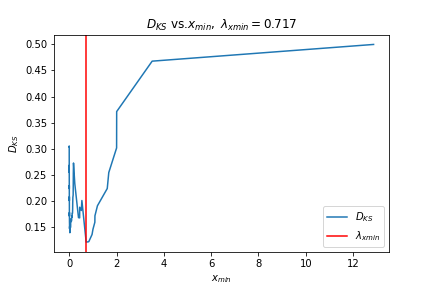 D_KS vs.x_min, λ_xmin = 0.717
0.50
0.45
0.40
0.35
0.30
0.25
0.20
0.15
D_KS
0 2 4 6 8 10 12
x_min
D_KS
λ_xmin